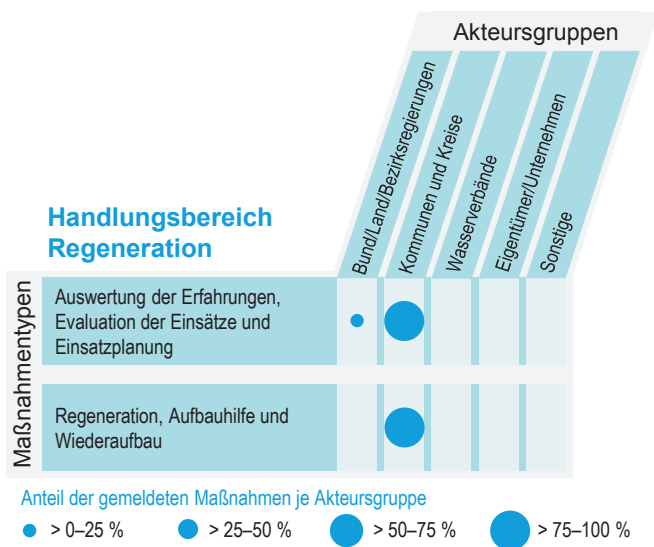 Akteursgruppen
Bund/Land/Bezirksregierungen
Kommunen und Kreise
Wasserverbände
Eigentümer/Unternehmen
Sonstige
Handlungsbereich
Regeneration
Maßnahmentypen
Auswertung der Erfahrungen,
Evaluation der Einsätze und
Einsatzplanung
Regeneration, Aufbauhilfe und
Wiederaufbau
Anteil der gemeldeten Maßnahmen je Akteursgruppe
> 0–25 % > 25–50 % > 50–75 % > 75–100 %